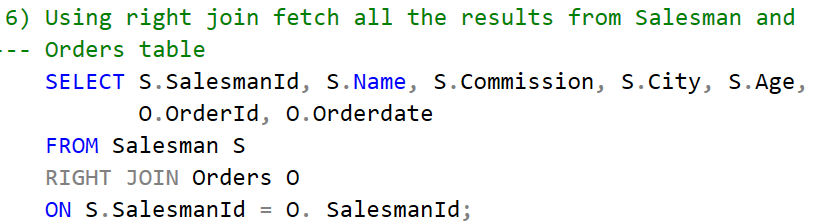 6) Using right join fetch all the results from Salesman and
--- Orders table
SELECT S.SalesmanId, S.Name, S.Commission, S.City, S.Age,
O.OrderId, O.Orderdate
FROM Salesman S
RIGHT JOIN Orders O
ON S.SalesmanId = O. SalesmanId;